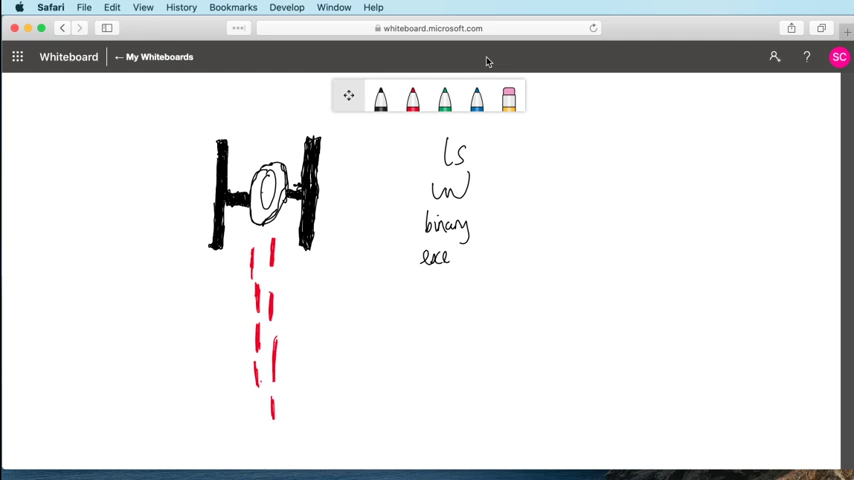 Safari File Edit View History Bookmarks Develop Window Help
whiteboard.microsoft.com
Whiteboard ← My Whiteboards ? SC
ls
binary
exe